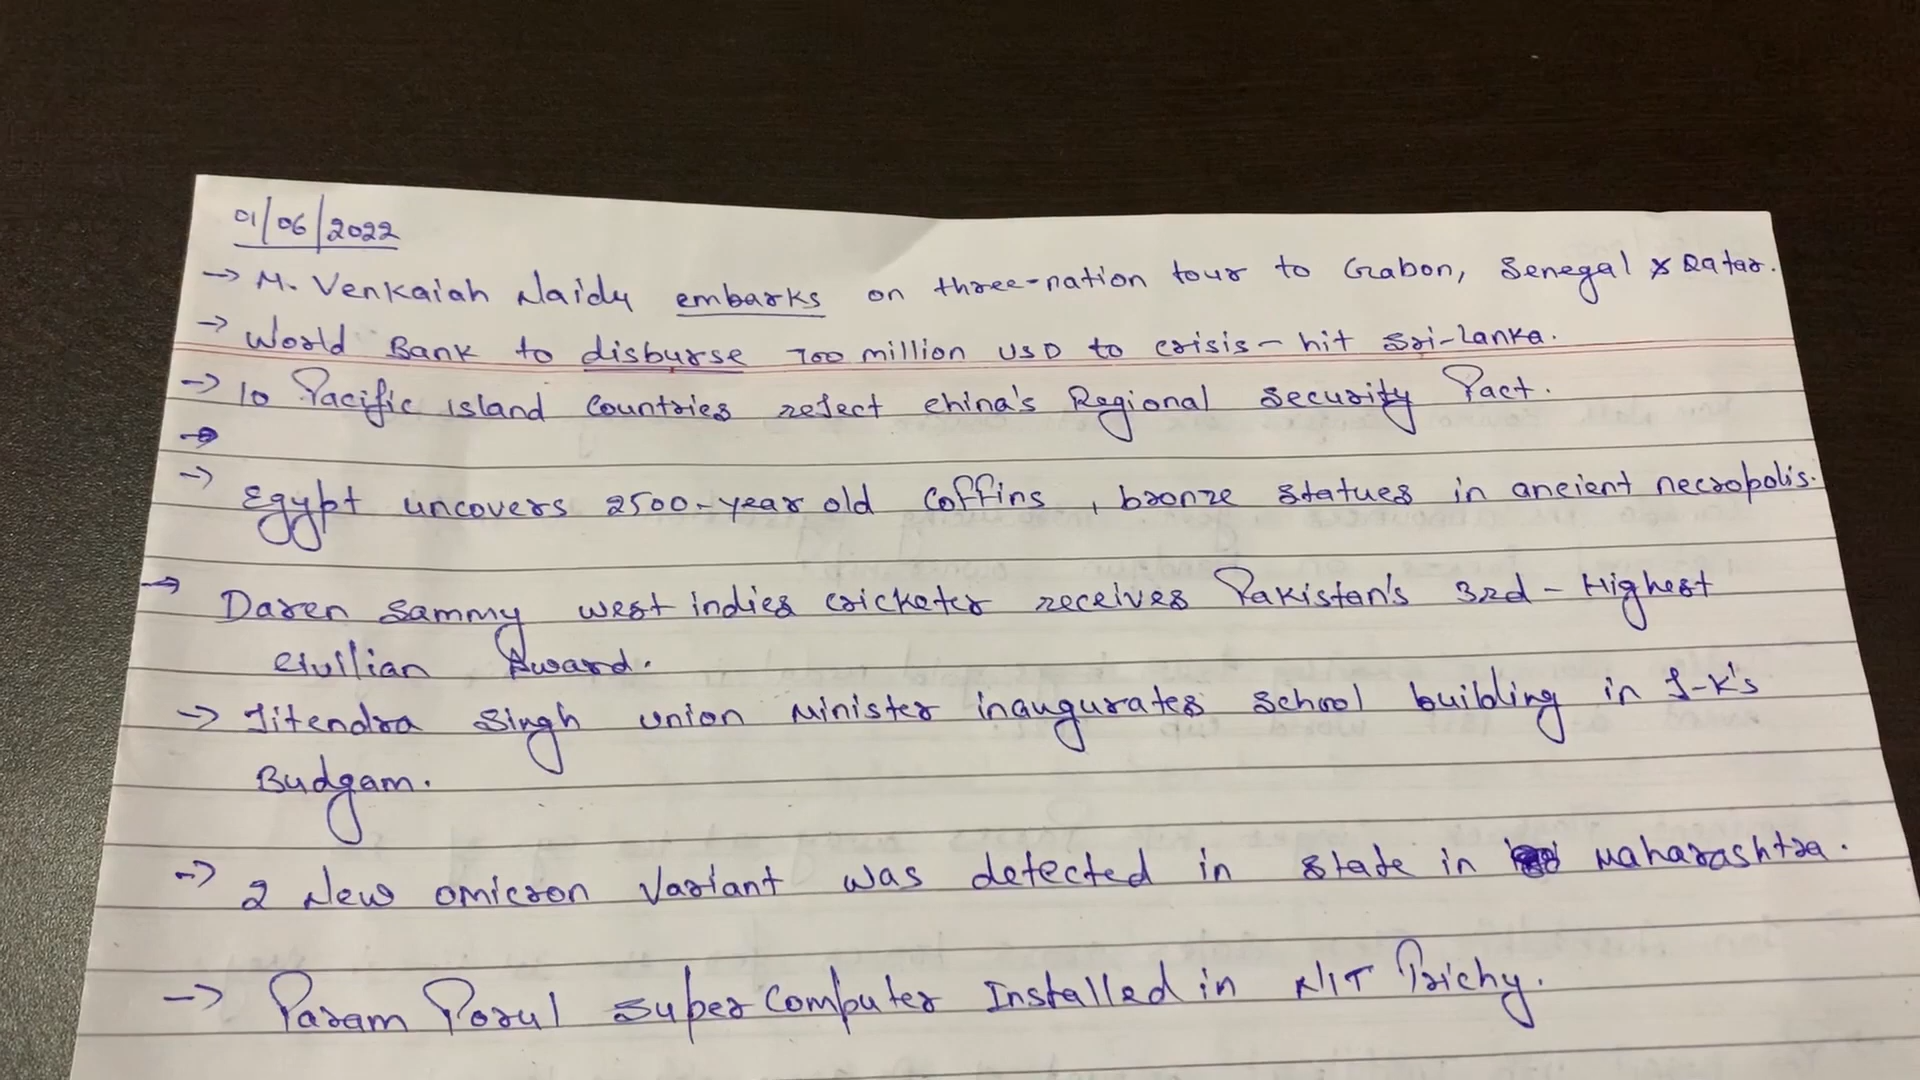 01/06/2022
→ M. Venkaiah Naidu embarks on three-nation tour to Gabon, Senegal & Qatar.
→ World Bank to disburse 700 million USD to crisis-hit Sri-Lanka.
→ 10 Pacific island countries reject china's Regional security Pact.
→
→ Egypt uncovers 2500-year old coffins, bronze statues in ancient necropolis.
→ Daren sammy west indies cricketer receives Pakistan's 3rd-Highest
civilian Award.
→ Jitendra Singh union Minister inaugurates school building in J-K's
Budgam.
→ 2 New omicron variant was detected in state in Maharashtra.
→ Param Porul super computer Installed in NIT Trichy.